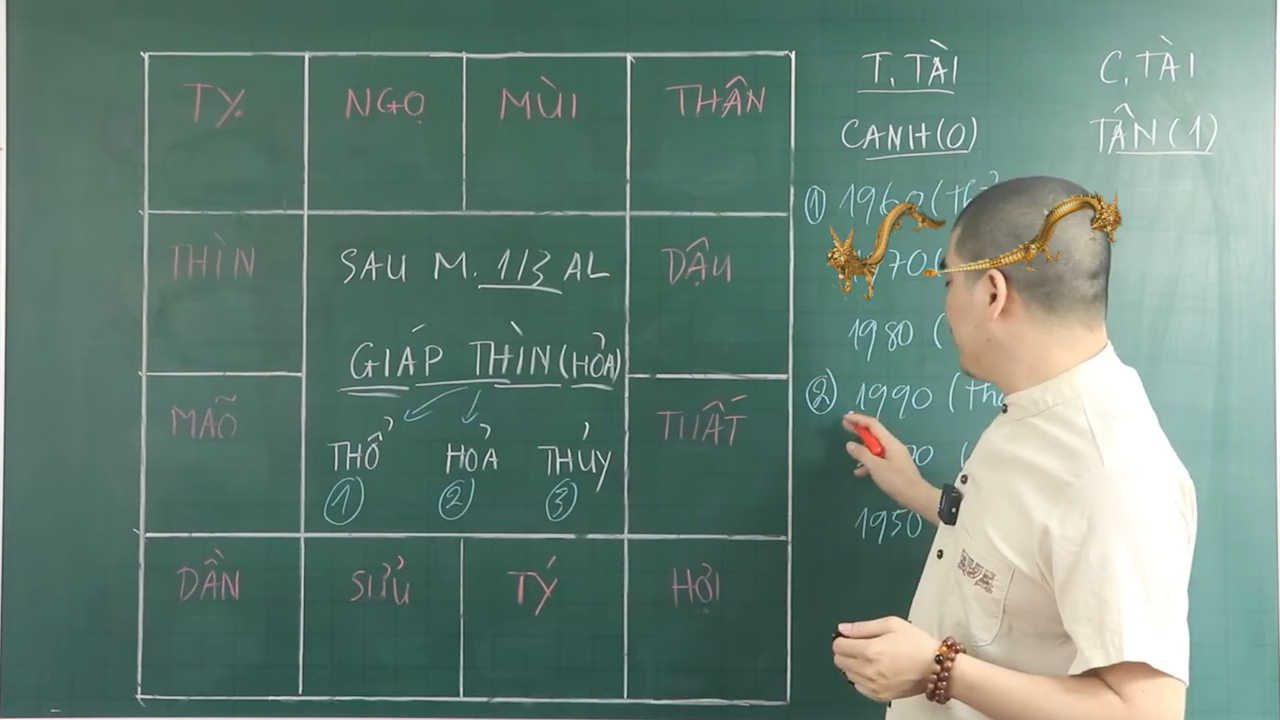 TỴ
NGỌ
MÙI
THÂN
THÌN
DẬU
MÃO
TUẤT
DẦN
SỬU
TÝ
HỢI
SAU M. 1/3 AL
GIÁP THÌN (HỎA)
THỔ HỎA THỦY
1 2 3
T, TÀI
CANH (0)
1 1960 (
1980 (
2 1990 (
1950
C, TÀI
TÂN (1)